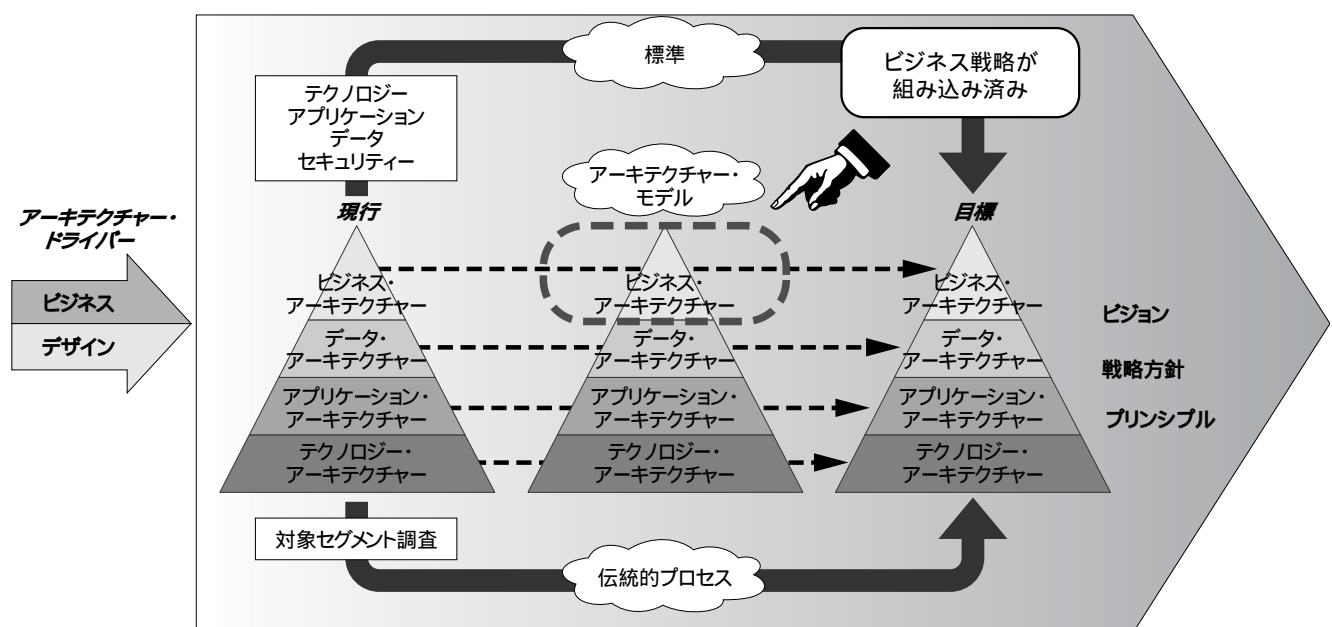 標準
ビジネス戦略が
組み込み済み
テクノロジー
アプリケーション
データ
セキュリティー
アーキテクチャー・
モデル
アーキテクチャー・
ドライバー
現行
目標
ビジネス
デザイン
ビジネス・
アーキテクチャー
データ・
アーキテクチャー
アプリケーション・
アーキテクチャー
テクノロジー・
アーキテクチャー
ビジネス・
アーキテクチャー
データ・
アーキテクチャー
アプリケーション・
アーキテクチャー
テクノロジー・
アーキテクチャー
ビジネス・
アーキテクチャー
データ・
アーキテクチャー
アプリケーション・
アーキテクチャー
テクノロジー・
アーキテクチャー
ビジョン
戦略方針
プリンシプル
対象セグメント調査
伝統的プロセス